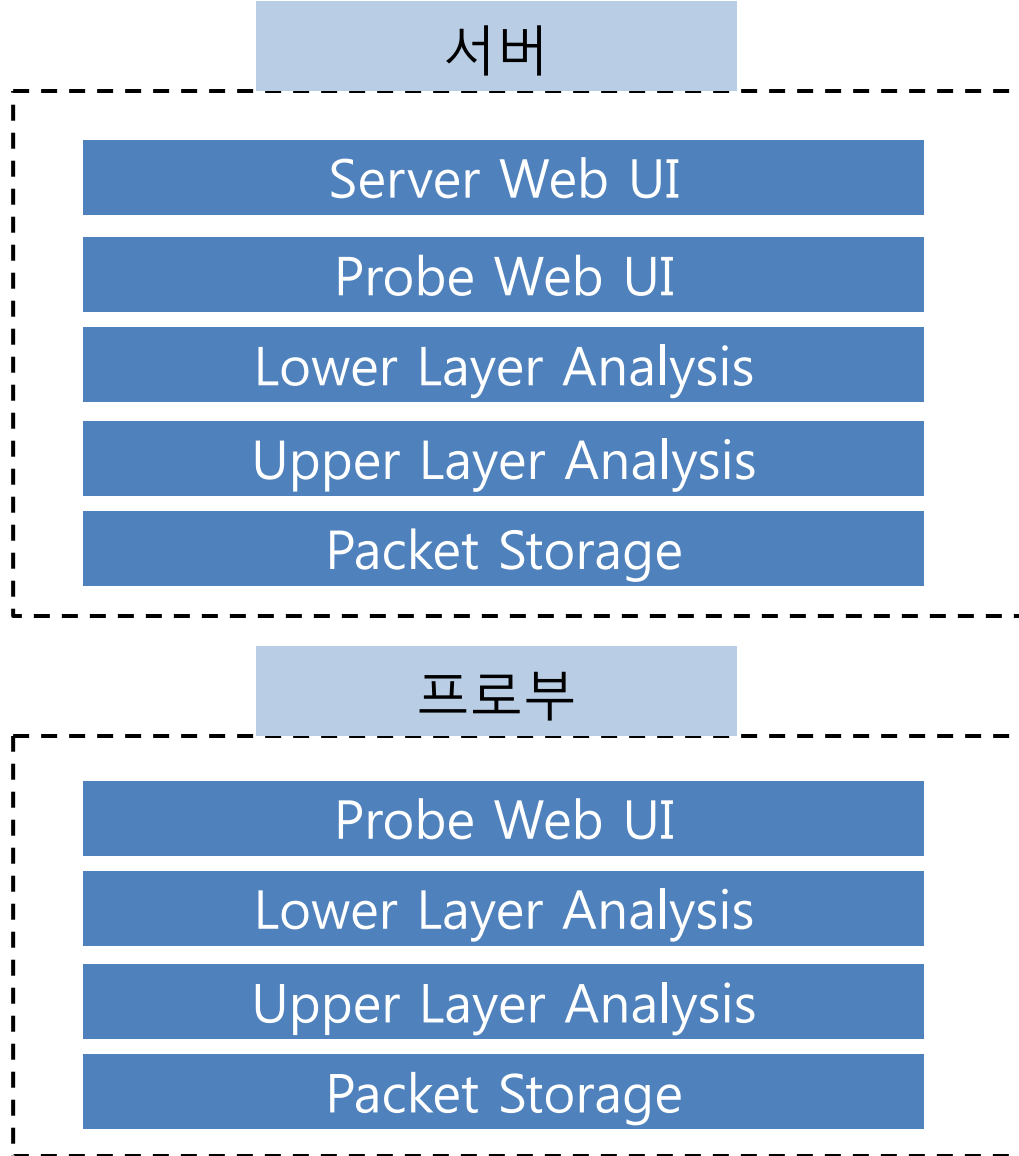 서버
Server Web UI
Probe Web UI
Lower Layer Analysis
Upper Layer Analysis
Packet Storage
프로부
Probe Web UI
Lower Layer Analysis
Upper Layer Analysis
Packet Storage